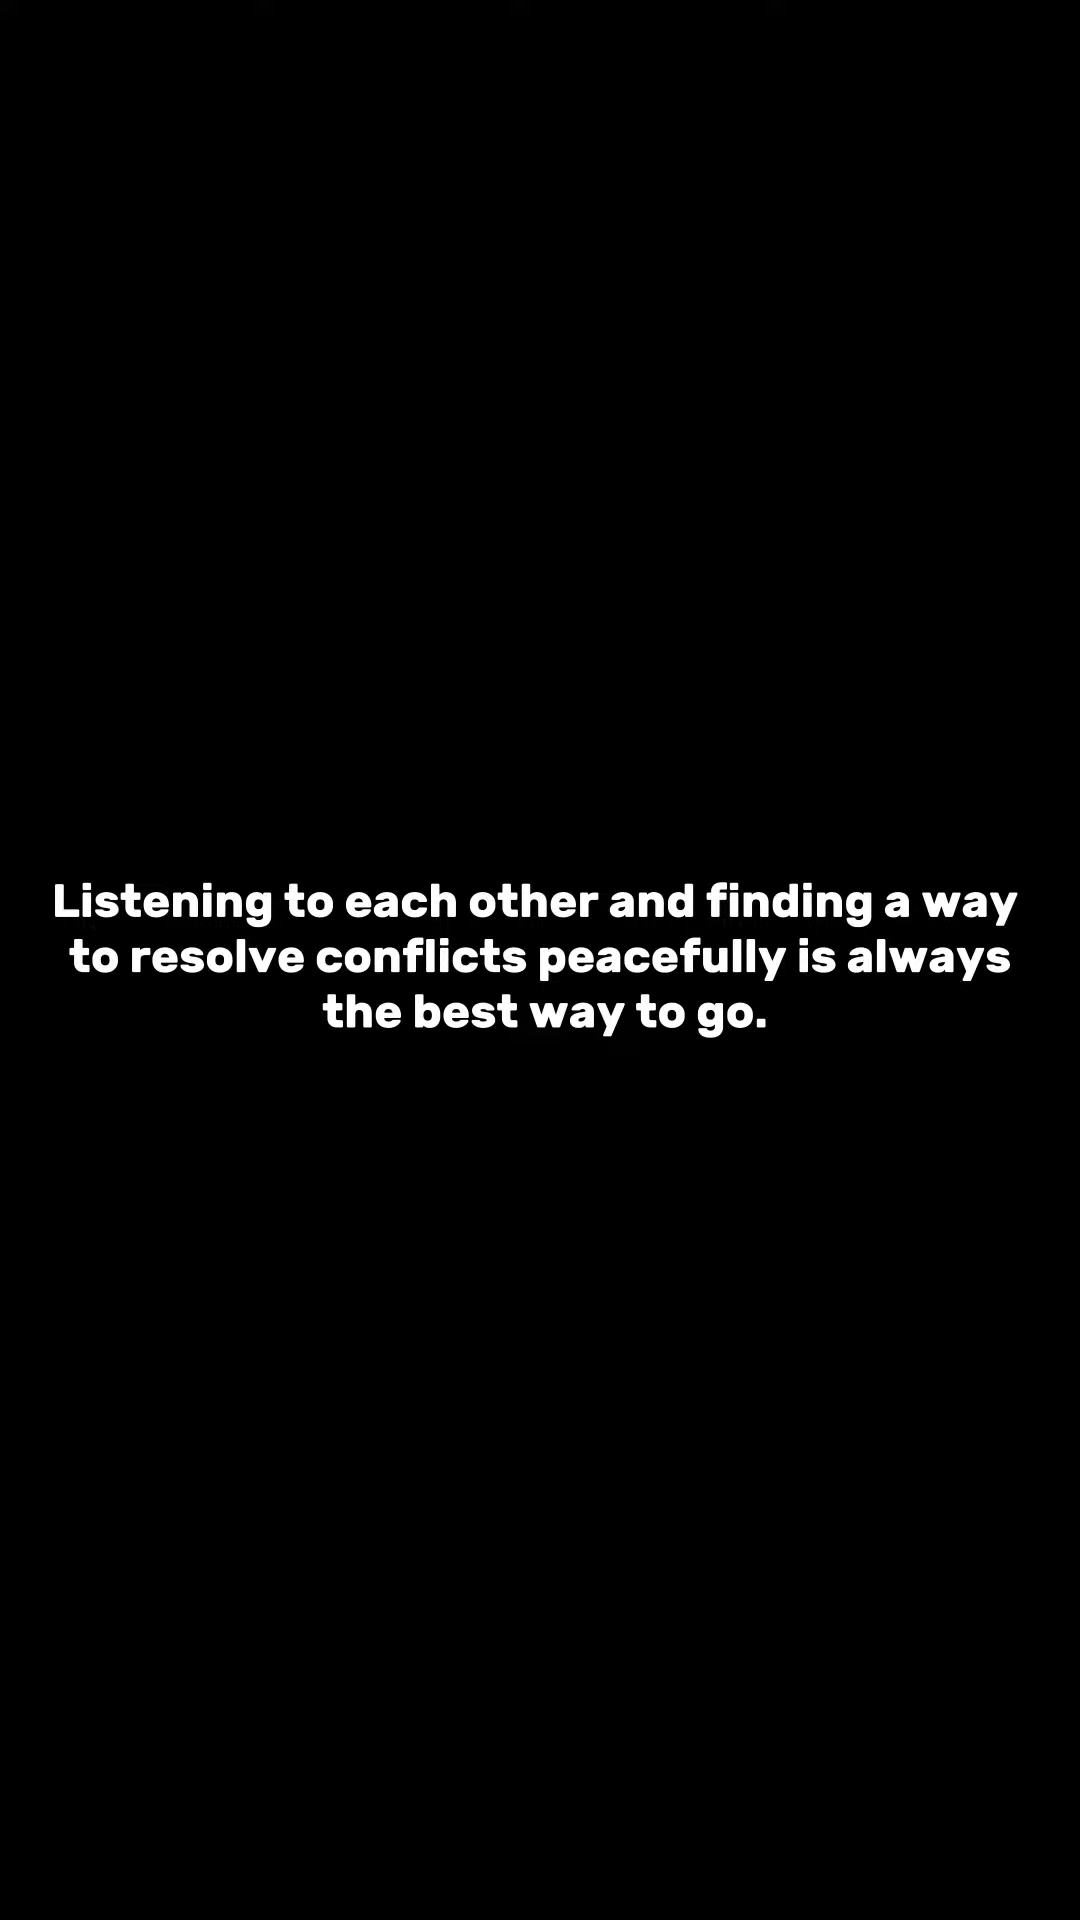 Listening to each other and finding a way
to resolve conflicts peacefully is always
the best way to go.